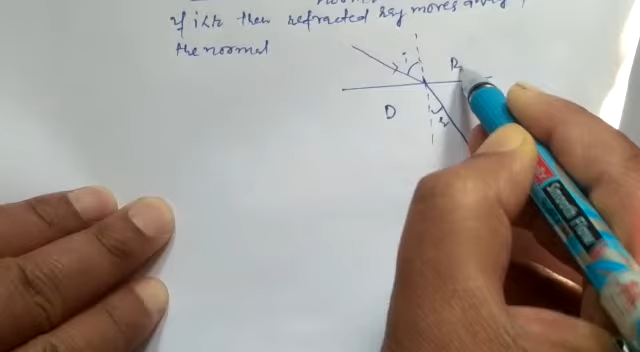 If i<r then refracted ray moves away
the normal
i
R
D
r